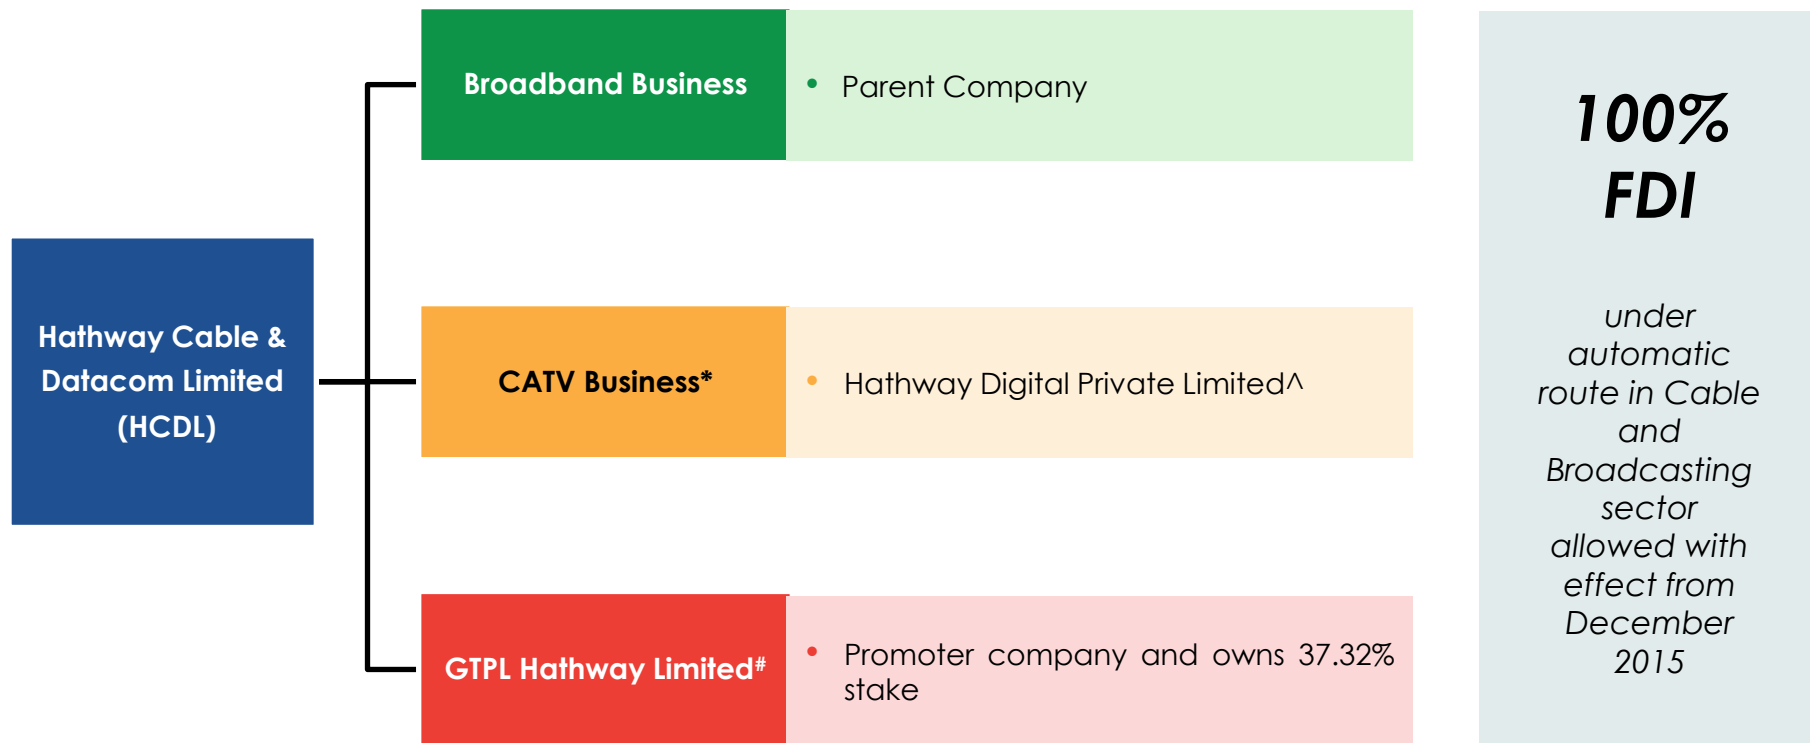 Hathway Cable &
Datacom Limited
(HCDL)
Broadband Business
• Parent Company
CATV Business*
• Hathway Digital Private Limited^
GTPL Hathway Limited#
• Promoter company and owns 37.32%
stake
100%
FDI
under
automatic
route in Cable
and
Broadcasting
sector
allowed with
effect from
December
2015